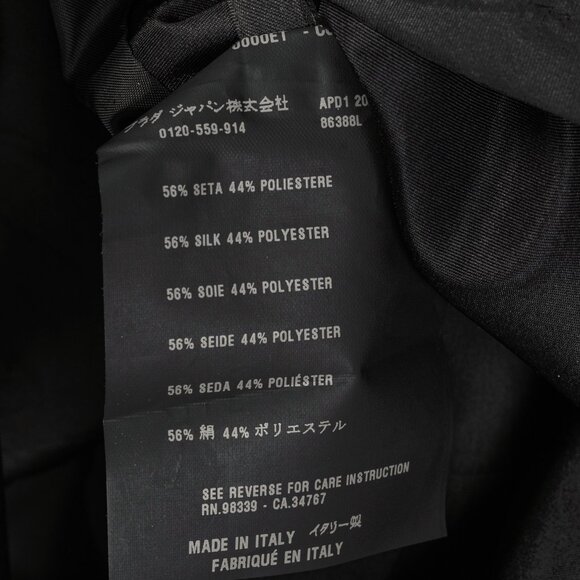 プラダ ジャパン株式会社 APD1 20
0120-559-914 86388L
56% SETA 44% POLIESTERE
56% SILK 44% POLYESTER
56% SOIE 44% POLYESTER
56% SEIDE 44% POLYESTER
56% SEDA 44% POLIÉSTER
56% 絹 44% ポリエステル
SEE REVERSE FOR CARE INSTRUCTION
RN.98339 - CA.34767
MADE IN ITALY イタリー製
FABRIQUÉ EN ITALY